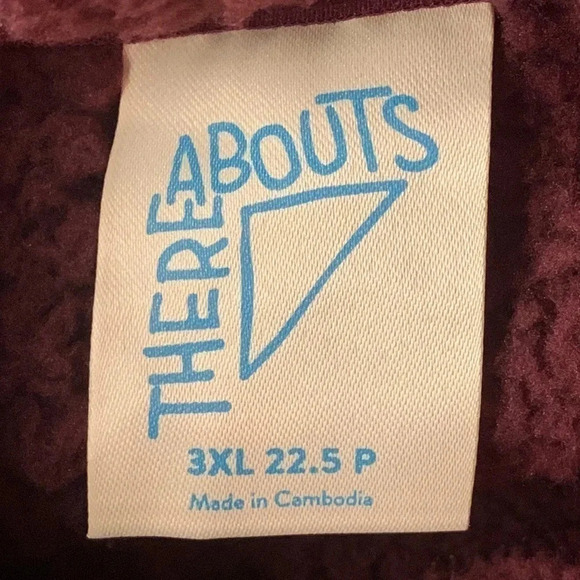 THEREABOUTS
3XL 22.5 P
Made in Cambodia